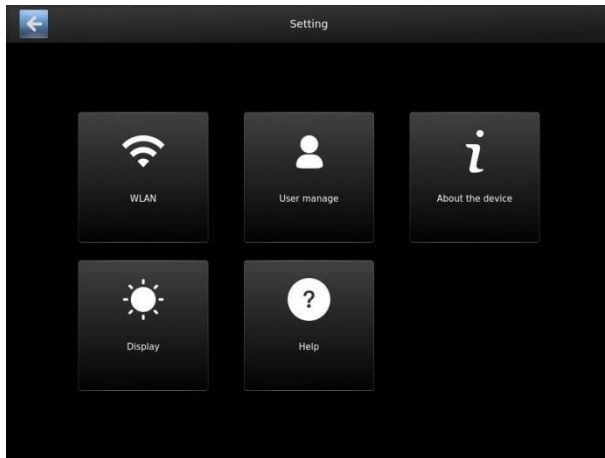 Setting
WLAN
User manage
About the device
Display
?
Help